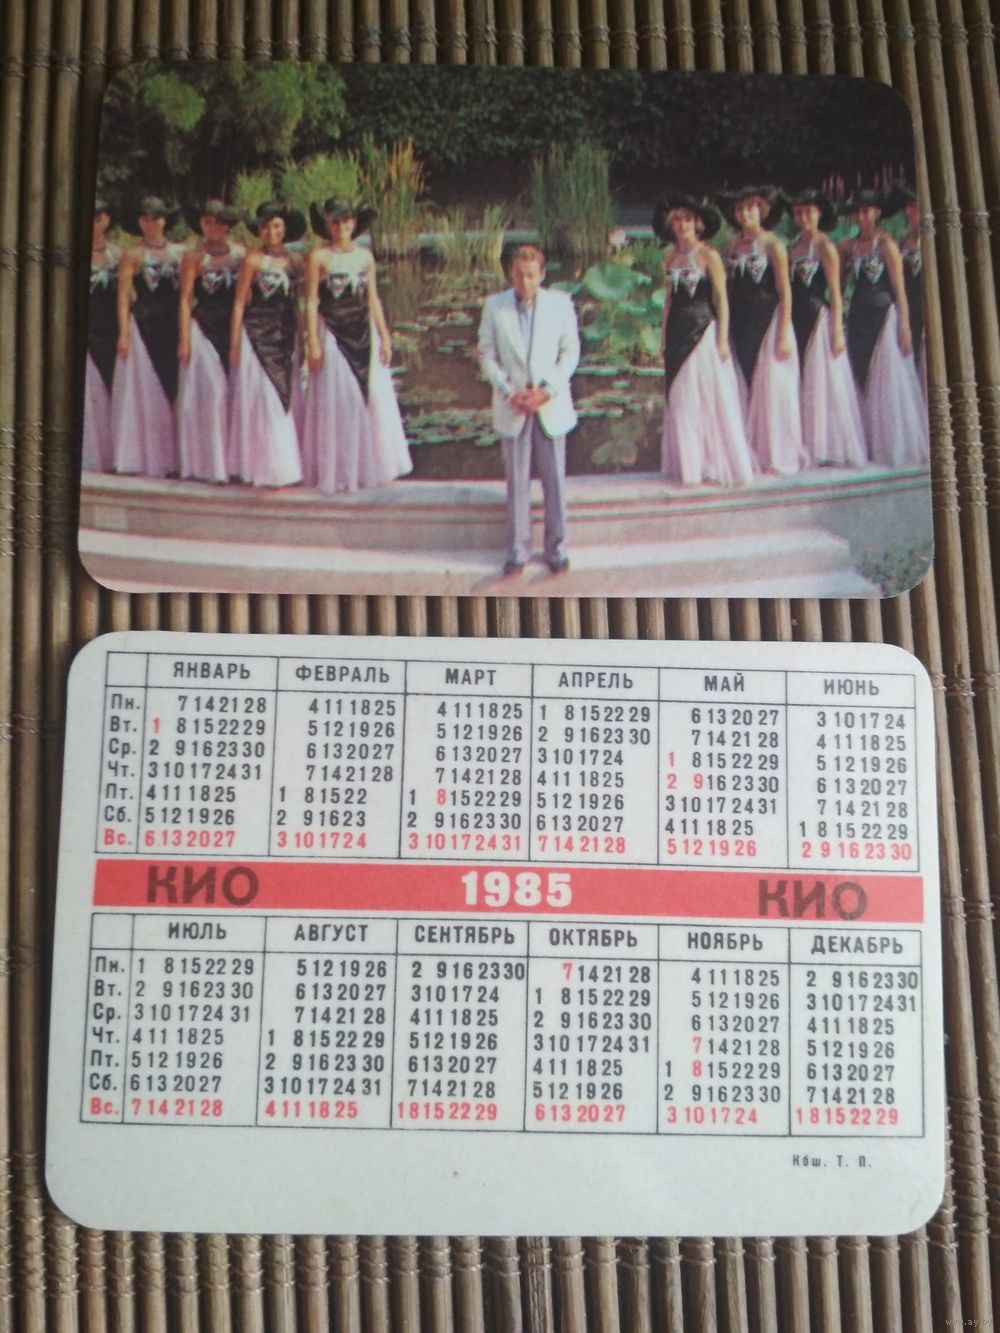 ЯНВАРЬ ФЕВРАЛЬ МАРТ АПРЕЛЬ МАЙ ИЮНЬ
Пн. 7 14 21 28 4 11 18 25 4 11 18 25 1 8 15 22 29 6 13 20 27 3 10 17 24
Вт. 1 8 15 22 29 5 12 19 26 5 12 19 26 2 9 16 23 30 7 14 21 28 4 11 18 25
Ср. 2 9 16 23 30 6 13 20 27 6 13 20 27 3 10 17 24 1 8 15 22 29 5 12 19 26
Чт. 3 10 17 24 31 7 14 21 28 7 14 21 28 4 11 18 25 2 9 16 23 30 6 13 20 27
Пт. 4 11 18 25 1 8 15 22 1 8 15 22 29 5 12 19 26 3 10 17 24 31 7 14 21 28
Сб. 5 12 19 26 2 9 16 23 2 9 16 23 30 6 13 20 27 4 11 18 25 1 8 15 22 29
Вс. 6 13 20 27 3 10 17 24 3 10 17 24 31 7 14 21 28 5 12 19 26 2 9 16 23 30
КИО 1985 КИО
ИЮЛЬ АВГУСТ СЕНТЯБРЬ ОКТЯБРЬ НОЯБРЬ ДЕКАБРЬ
Пн. 1 8 15 22 29 5 12 19 26 2 9 16 23 30 7 14 21 28 4 11 18 25 2 9 16 23 30
Вт. 2 9 16 23 30 6 13 20 27 3 10 17 24 1 8 15 22 29 5 12 19 26 3 10 17 24 31
Ср. 3 10 17 24 31 7 14 21 28 4 11 18 25 2 9 16 23 30 6 13 20 27 4 11 18 25
Чт. 4 11 18 25 1 8 15 22 29 5 12 19 26 3 10 17 24 31 7 14 21 28 5 12 19 26
Пт. 5 12 19 26 2 9 16 23 30 6 13 20 27 4 11 18 25 1 8 15 22 29 6 13 20 27
Сб. 6 13 20 27 3 10 17 24 31 7 14 21 28 5 12 19 26 2 9 16 23 30 7 14 21 28
Вс. 7 14 21 28 4 11 18 25 1 8 15 22 29 6 13 20 27 3 10 17 24 1 8 15 22 29
Кбш. Т. П.
www.ay.by